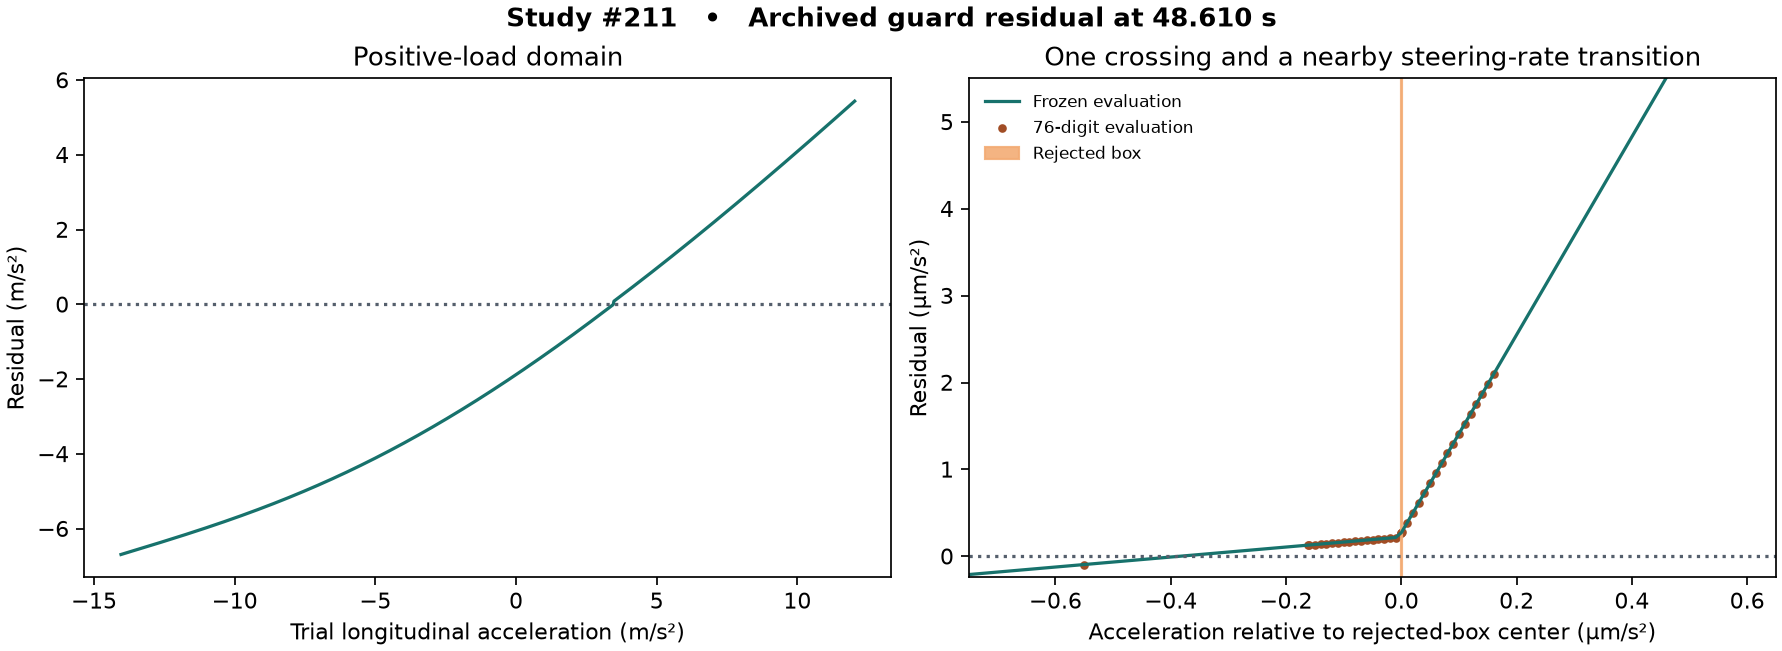 Study #211 • Archived guard residual at 48.610 s
Positive-load domain
Residual (m/s²)
6
4
2
0
−2
−4
−6
−15
−10
−5
0
5
10
Trial longitudinal acceleration (m/s²)
One crossing and a nearby steering-rate transition
Frozen evaluation
76-digit evaluation
Rejected box
Residual (μm/s²)
5
4
3
2
1
0
−0.6
−0.4
−0.2
0.0
0.2
0.4
0.6
Acceleration relative to rejected-box center (μm/s²)